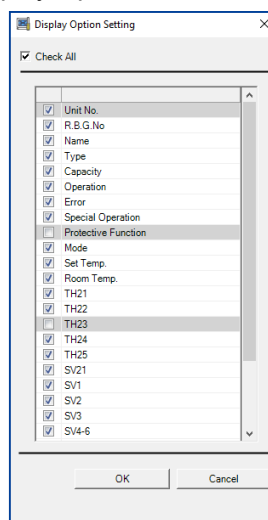 Display Option Setting
Check All
Unit No.
R.B.G.No
Name
Type
Capacity
Operation
Error
Special Operation
Protective Function
Mode
Set Temp.
Room Temp.
TH21
TH22
TH23
TH24
TH25
SV21
SV1
SV2
SV3
SV4-6
OK Cancel